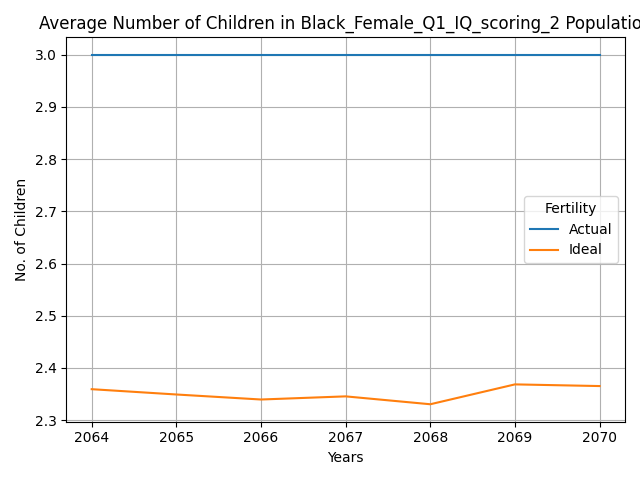 Average Number of Children in Black_Female_Q1_IQ_scoring_2 Populatio
3.0
2.9
2.8
2.7
2.6
2.5
2.4
2.3
No. of Children
Fertility
Actual
Ideal
2064 2065 2066 2067 2068 2069 2070
Years